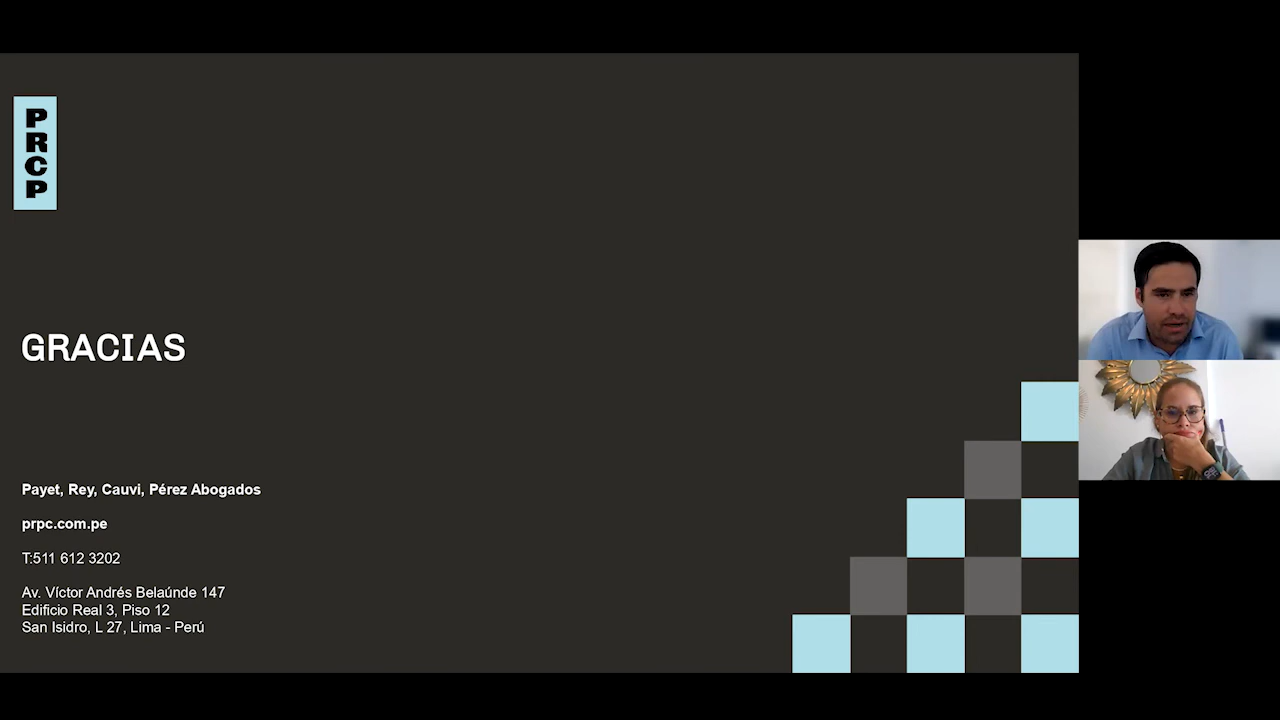 PRCP
GRACIAS
Payet, Rey, Cauvi, Pérez Abogados
prpc.com.pe
T:511 612 3202
Av. Víctor Andrés Belaúnde 147
Edificio Real 3, Piso 12
San Isidro, L 27, Lima - Perú